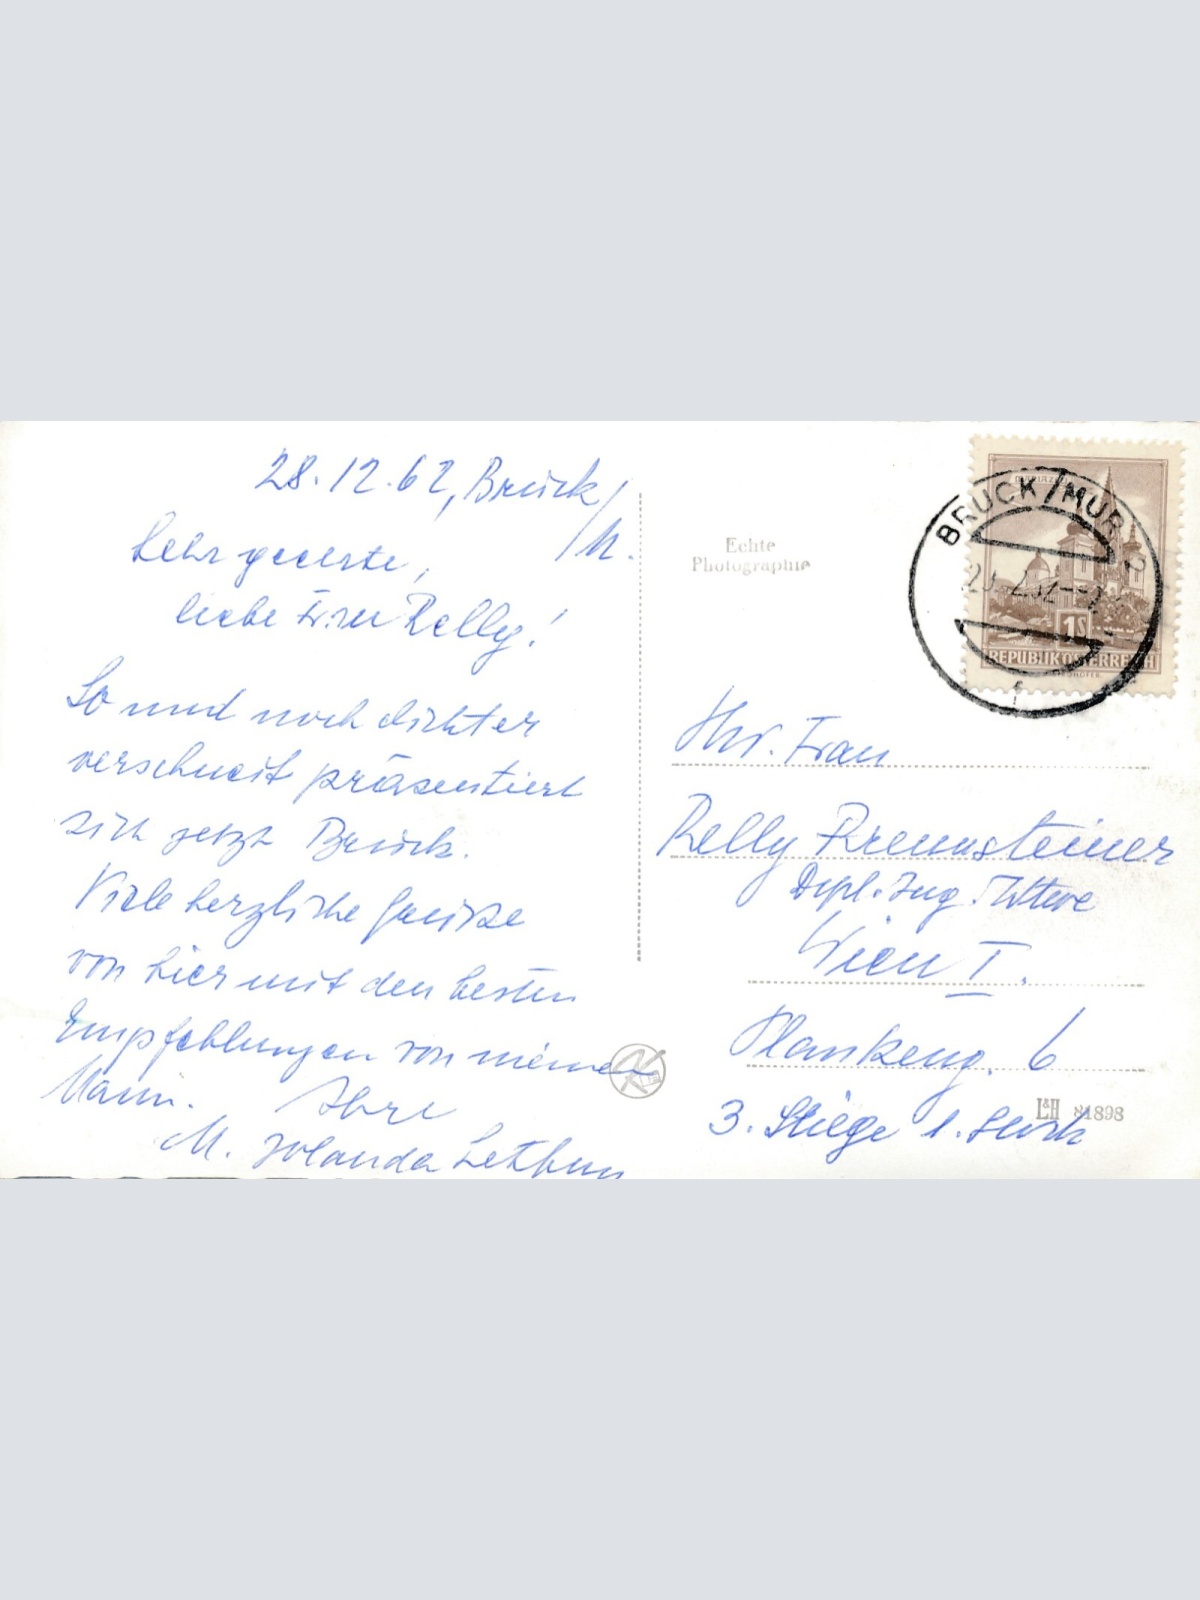 28.12.62, Bruck/
/M.
Sehr geehrte,
liebe Frau Relly!
So und noch dichter
verschneit präsentiert
sich jetzt Bruck.
Viele herzliche Grüße
von hier mit den besten
Empfehlungen von meinem
Mann. Ihre
M. Jolanda
Echte
Photographie
BRUCK/MUR
1S
REPUBLIK ÖSTERREICH
Frau
Relly
Dipl. Ing. Wtwe
Wien I.
Plankeng. 6
3. Stiege 1. Stock
L&H 81898